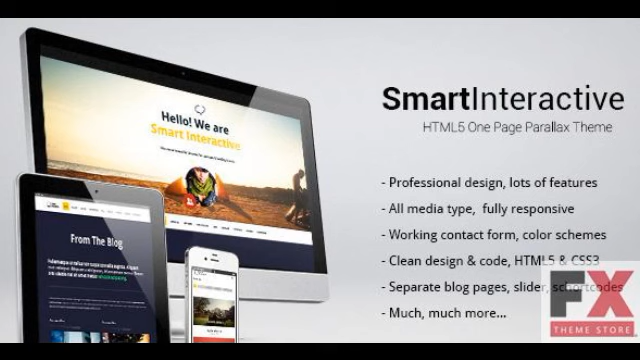 SmartInteractive
HTML5 One Page Parallax Theme
- Professional design, lots of features
- All media type, fully responsive
- Working contact form, color schemes
- Clean design & code, HTML5 & CSS3
- Separate blog pages, slider, schortcodes
- Much, much more...
Hello! We are
Smart Interactive
From The Blog
FX
THEME STORE